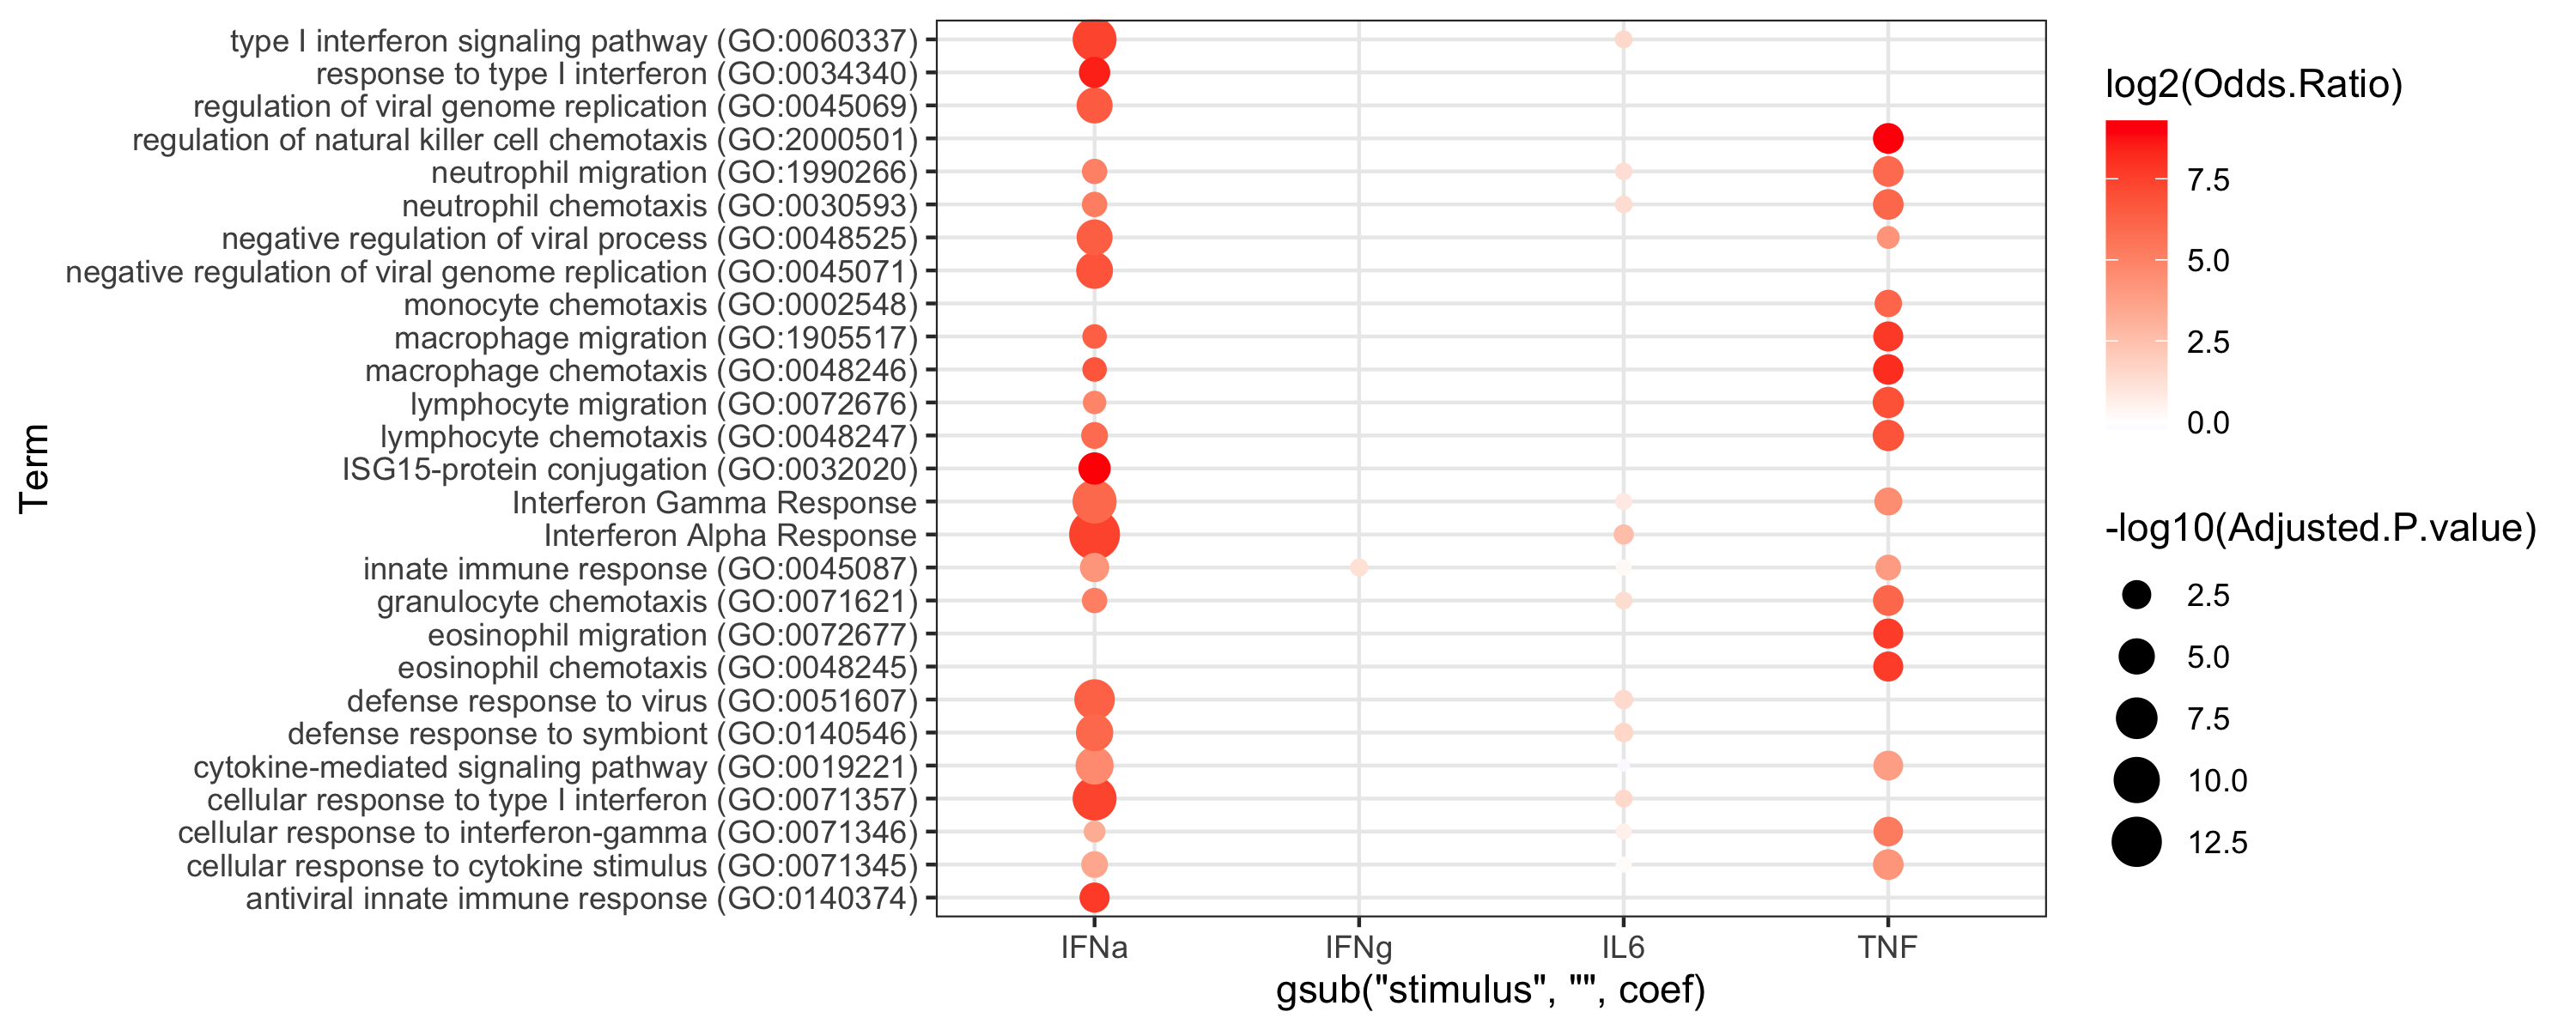 type I interferon signaling pathway (GO:0060337)
response to type I interferon (GO:0034340)
regulation of viral genome replication (GO:0045069)
regulation of natural killer cell chemotaxis (GO:2000501)
neutrophil migration (GO:1990266)
neutrophil chemotaxis (GO:0030593)
negative regulation of viral process (GO:0048525)
negative regulation of viral genome replication (GO:0045071)
monocyte chemotaxis (GO:0002548)
macrophage migration (GO:1905517)
macrophage chemotaxis (GO:0048246)
lymphocyte migration (GO:0072676)
lymphocyte chemotaxis (GO:0048247)
ISG15-protein conjugation (GO:0032020)
Interferon Gamma Response
Interferon Alpha Response
innate immune response (GO:0045087)
granulocyte chemotaxis (GO:0071621)
eosinophil migration (GO:0072677)
eosinophil chemotaxis (GO:0048245)
defense response to virus (GO:0051607)
defense response to symbiont (GO:0140546)
cytokine-mediated signaling pathway (GO:0019221)
cellular response to type I interferon (GO:0071357)
cellular response to interferon-gamma (GO:0071346)
cellular response to cytokine stimulus (GO:0071345)
antiviral innate immune response (GO:0140374)
Term
IFNa IFNg IL6 TNF
gsub("stimulus", "", coef)
log2(Odds.Ratio)
7.5
5.0
2.5
0.0
-log10(Adjusted.P.value)
2.5
5.0
7.5
10.0
12.5